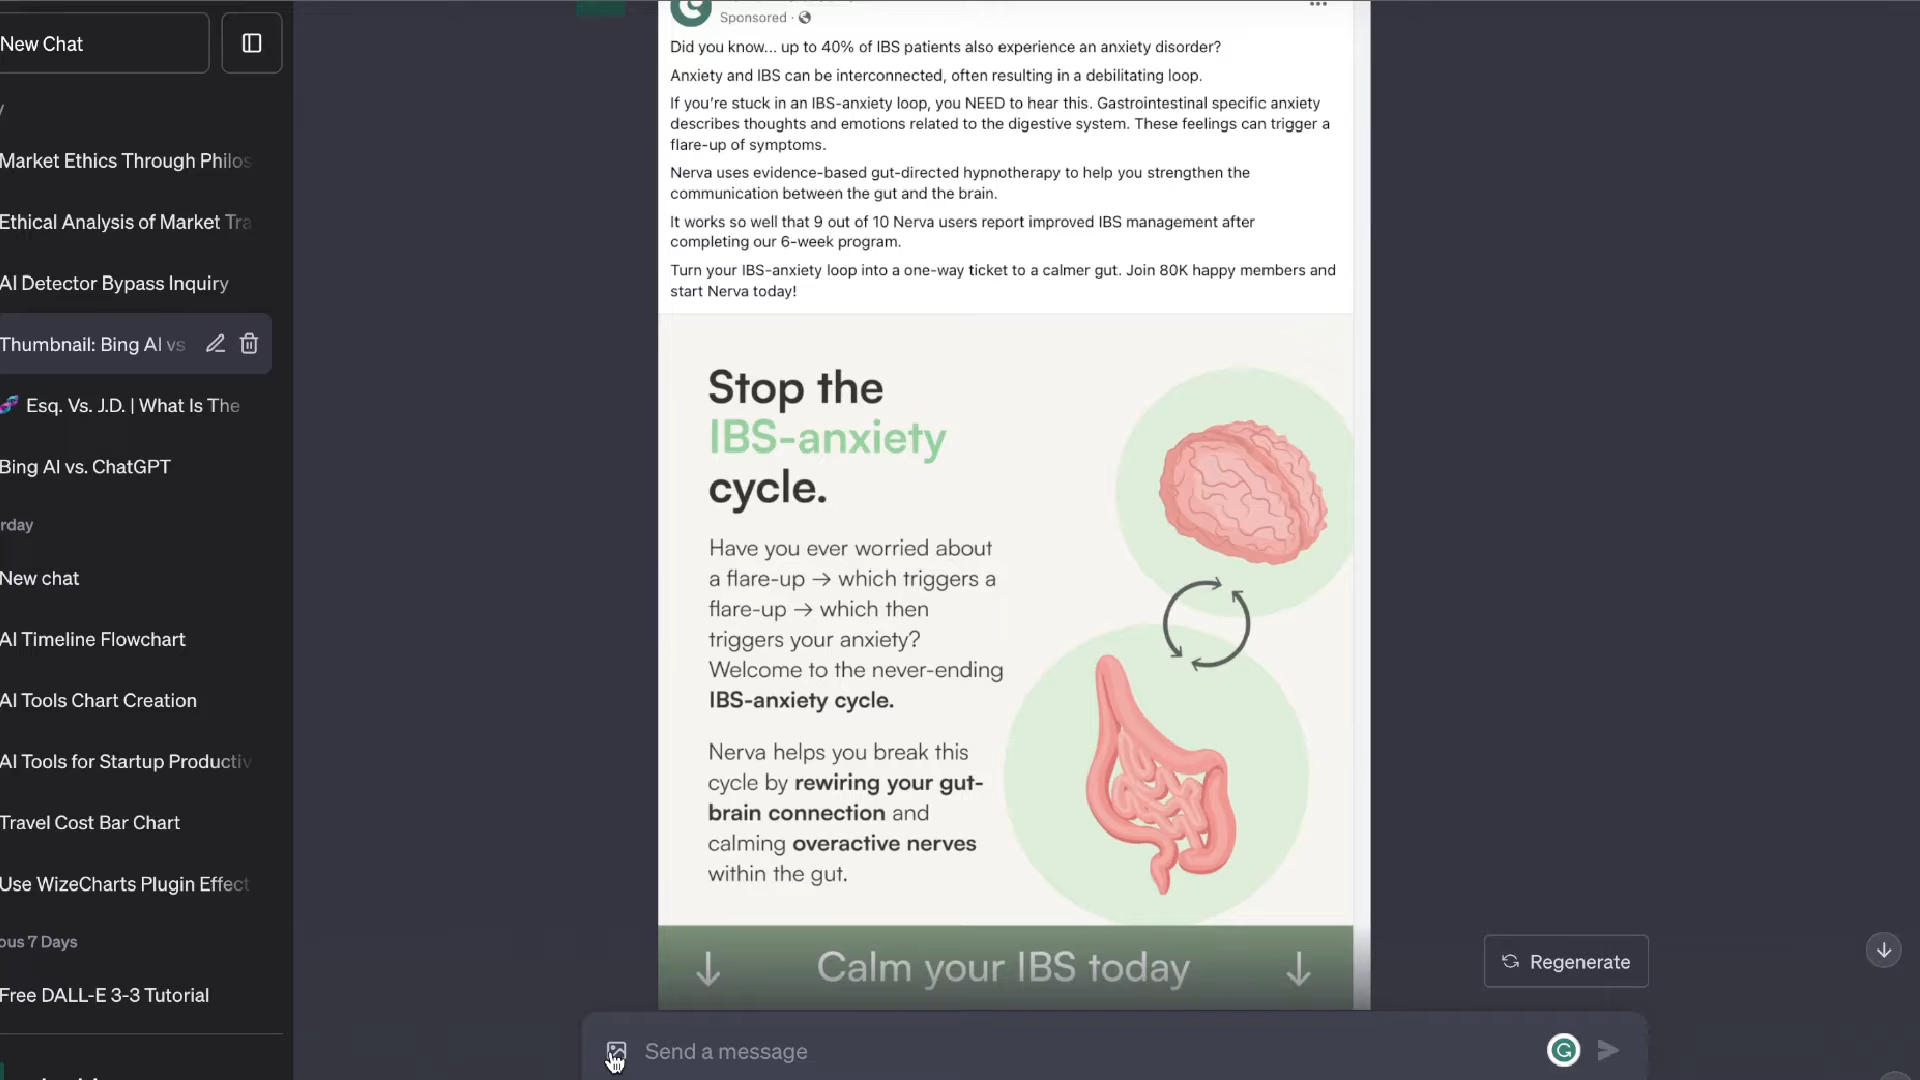 New Chat
Market Ethics Through Philos
Ethical Analysis of Market Tra
AI Detector Bypass Inquiry
Thumbnail: Bing AI vs
Esq. Vs. J.D. | What Is The
Bing AI vs. ChatGPT
rday
New chat
AI Timeline Flowchart
AI Tools Chart Creation
AI Tools for Startup Productiv
Travel Cost Bar Chart
Use WizeCharts Plugin Effect
ous 7 Days
Free DALL-E 3-3 Tutorial
Sponsored ·
Did you know... up to 40% of IBS patients also experience an anxiety disorder?
Anxiety and IBS can be interconnected, often resulting in a debilitating loop.
If you're stuck in an IBS-anxiety loop, you NEED to hear this. Gastrointestinal specific anxiety
describes thoughts and emotions related to the digestive system. These feelings can trigger a
flare-up of symptoms.
Nerva uses evidence-based gut-directed hypnotherapy to help you strengthen the
communication between the gut and the brain.
It works so well that 9 out of 10 Nerva users report improved IBS management after
completing our 6-week program.
Turn your IBS-anxiety loop into a one-way ticket to a calmer gut. Join 80K happy members and
start Nerva today!
Stop the
IBS-anxiety
cycle.
Have you ever worried about
a flare-up → which triggers a
flare-up → which then
triggers your anxiety?
Welcome to the never-ending
IBS-anxiety cycle.
Nerva helps you break this
cycle by rewiring your gut-
brain connection and
calming overactive nerves
within the gut.
↓ Calm your IBS today ↓
Regenerate
Send a message